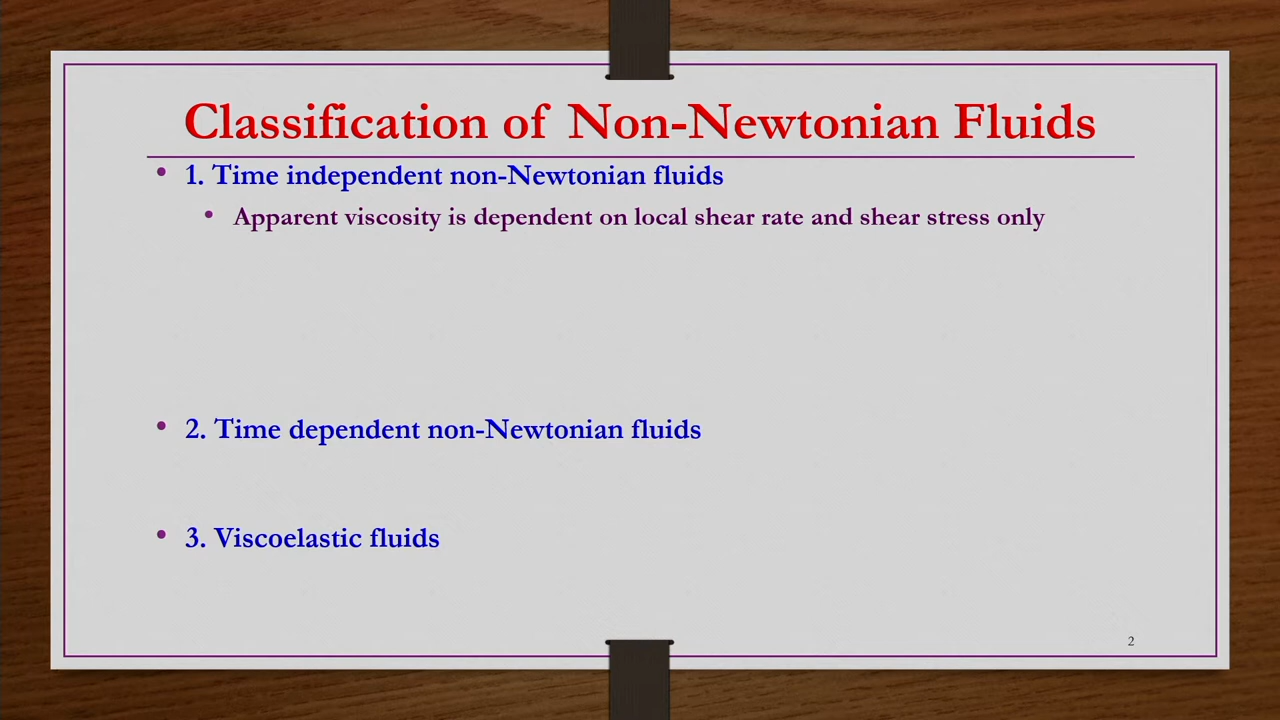 Classification of Non-Newtonian Fluids
• 1. Time independent non-Newtonian fluids
• Apparent viscosity is dependent on local shear rate and shear stress only
• 2. Time dependent non-Newtonian fluids
• 3. Viscoelastic fluids
2